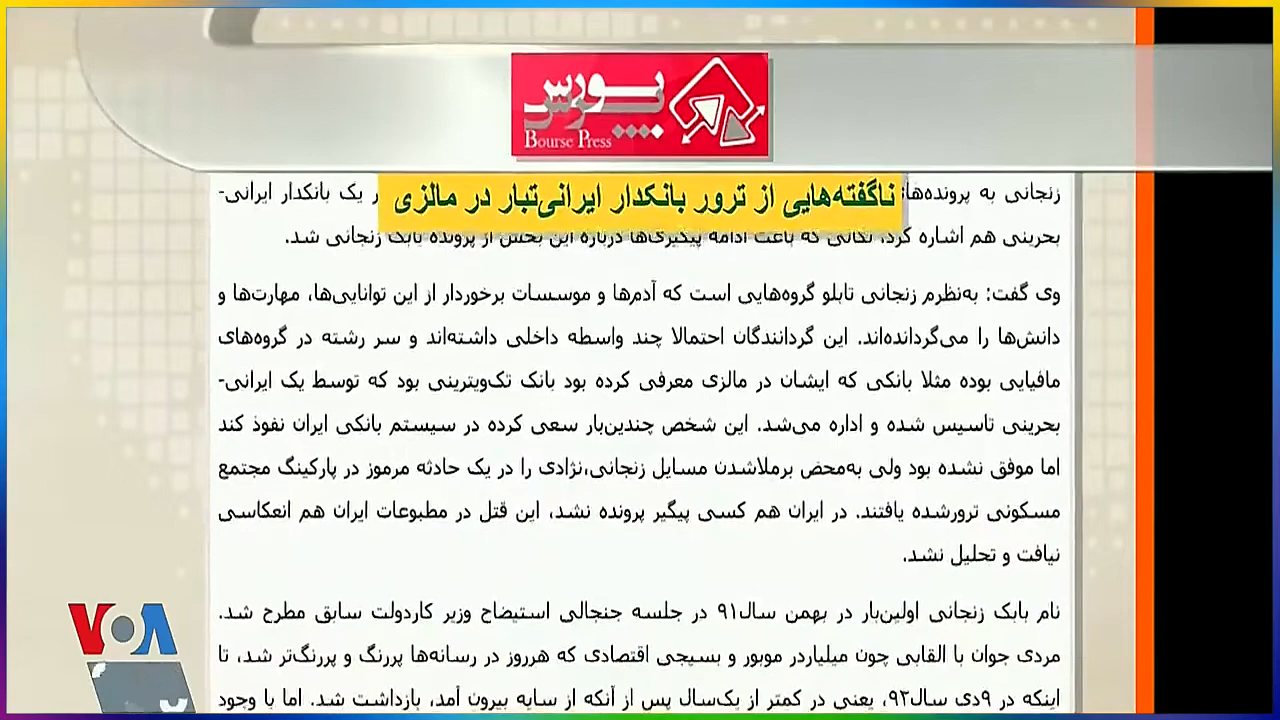 بورس
پرس
Bourse Press
ناگفته‌هایی از ترور بانکدار ایرانی‌تبار در مالزی
زنجانی به پرونده‌های ر یک بانکدار ایرانی-
بحرینی هم اشاره کرد، نکاتی که باعث ادامه پیگیری‌ها درباره این بخش از پرونده بابک زنجانی شد.
وی گفت: به‌نظرم زنجانی تابلو گروه‌هایی است که آدم‌ها و موسسات برخوردار از این توانایی‌ها، مهارت‌ها و
دانش‌ها را می‌گردانده‌اند. این گردانندگان احتمالا چند واسطه داخلی داشته‌اند و سر رشته در گروه‌های
مافیایی بوده مثلا بانکی که ایشان در مالزی معرفی کرده بود بانک تک‌ویترینی بود که توسط یک ایرانی-
بحرینی تاسیس شده و اداره می‌شد. این شخص چندین‌بار سعی کرده در سیستم بانکی ایران نفوذ کند
اما موفق نشده بود ولی به‌محض برملاشدن مسایل زنجانی،نژادی را در یک حادثه مرموز در پارکینگ مجتمع
مسکونی ترورشده یافتند. در ایران هم کسی پیگیر پرونده نشد، این قتل در مطبوعات ایران هم انعکاسی
نیافت و تحلیل نشد.
نام بابک زنجانی اولین‌بار در بهمن سال۹۱ در جلسه جنجالی استیضاح وزیر کاردولت سابق مطرح شد.
مردی جوان با القابی چون میلیاردر موبور و بسیجی اقتصادی که هرروز در رسانه‌ها پررنگ و پررنگ‌تر شد، تا
اینکه در ۹دی سال۹۲، یعنی در کمتر از یک‌سال پس از آنکه از سایه بیرون آمد، بازداشت شد. اما با وجود
VOA